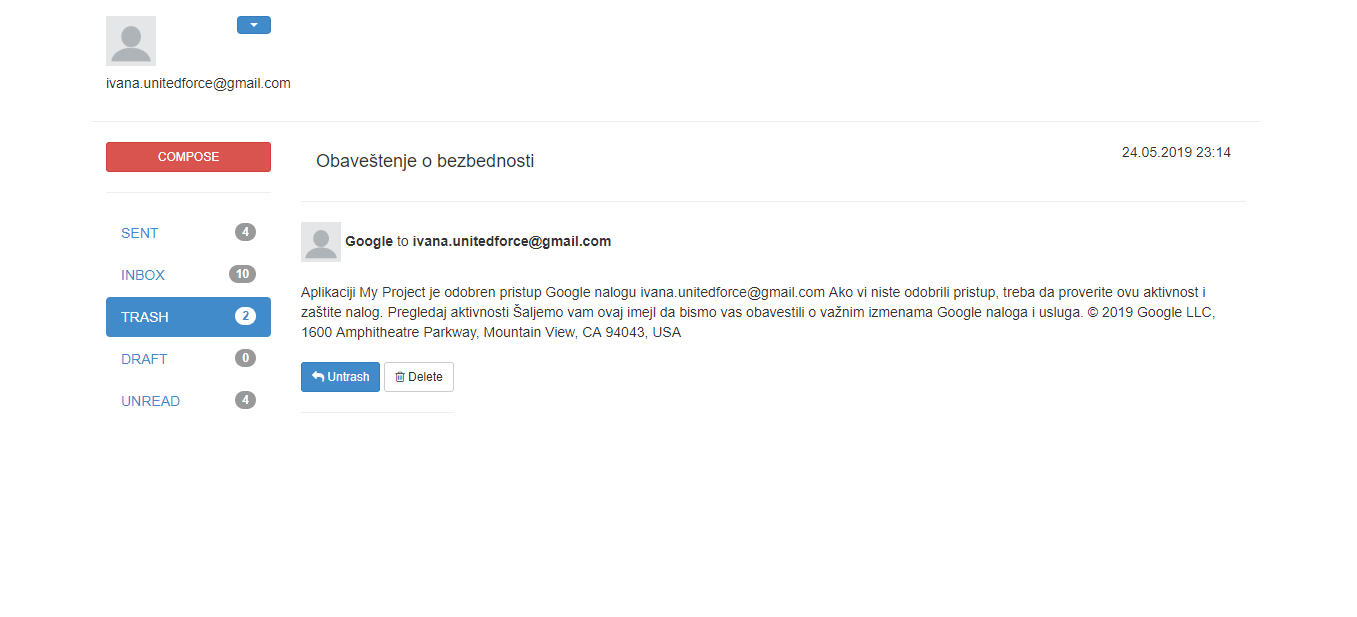 ivana.unitedforce@gmail.com
COMPOSE
Obaveštenje o bezbednosti
24.05.2019 23:14
SENT 4
INBOX 10
TRASH 2
DRAFT 0
UNREAD 4
Google to ivana.unitedforce@gmail.com
Aplikaciji My Project je odobren pristup Google nalogu ivana.unitedforce@gmail.com Ako vi niste odobrili pristup, treba da proverite ovu aktivnost i
zaštite nalog. Pregledaj aktivnosti Šaljemo vam ovaj imejl da bismo vas obavestili o važnim izmenama Google naloga i usluga. © 2019 Google LLC,
1600 Amphitheatre Parkway, Mountain View, CA 94043, USA
Untrash Delete